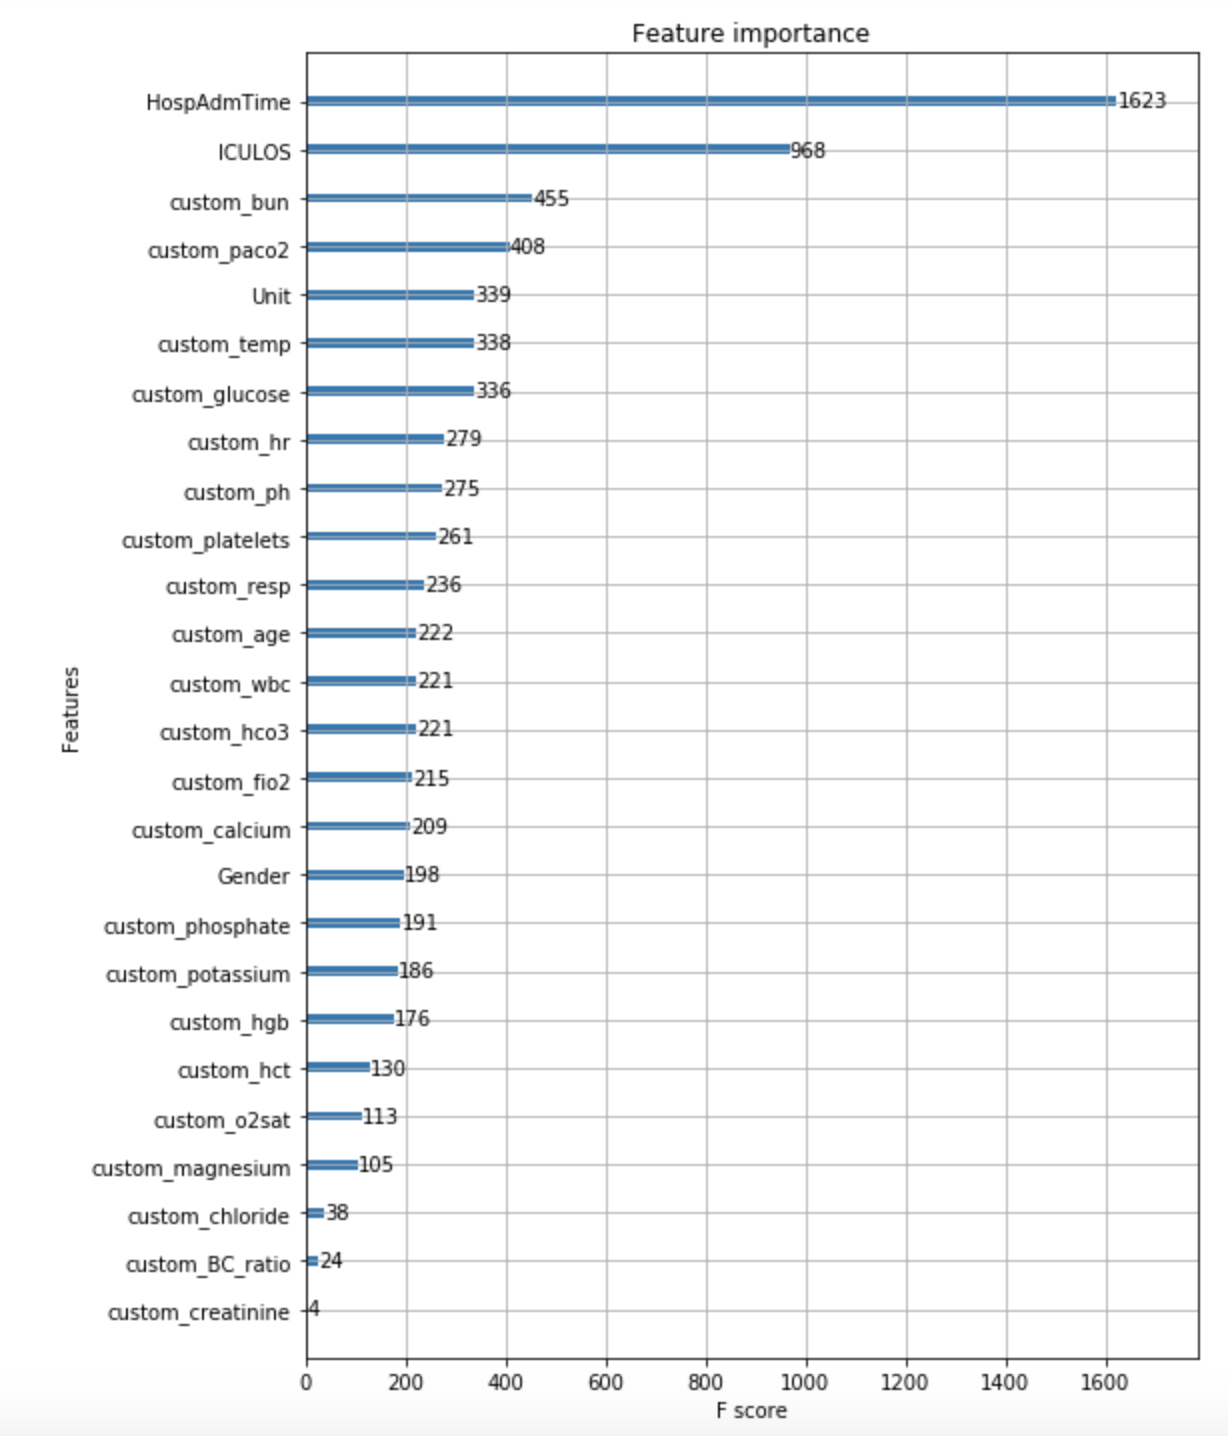 Feature importance
HospAdmTime 1623
ICULOS 968
custom_bun 455
custom_paco2 408
Unit 339
custom_temp 338
custom_glucose 336
custom_hr 279
custom_ph 275
custom_platelets 261
custom_resp 236
custom_age 222
custom_wbc 221
custom_hco3 221
custom_fio2 215
custom_calcium 209
Gender 198
custom_phosphate 191
custom_potassium 186
custom_hgb 176
custom_hct 130
custom_o2sat 113
custom_magnesium 105
custom_chloride 38
custom_BC_ratio 24
custom_creatinine 4
Features
0 200 400 600 800 1000 1200 1400 1600
F score